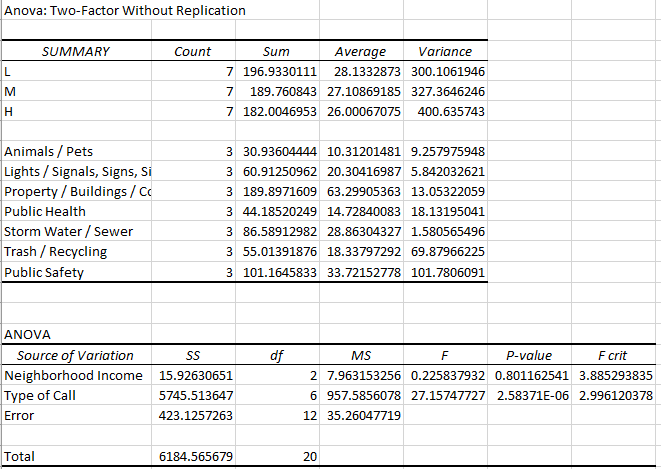 Anova: Two-Factor Without Replication
SUMMARY Count Sum Average Variance
L 7 196.9330111 28.1332873 300.1061946
M 7 189.760843 27.10869185 327.3646246
H 7 182.0046953 26.00067075 400.635743
Animals / Pets 3 30.93604444 10.31201481 9.257975948
Lights / Signals, Signs, Si 3 60.91250962 20.30416987 5.842032621
Property / Buildings / Co 3 189.8971609 63.29905363 13.05322059
Public Health 3 44.18520249 14.72840083 18.13195041
Storm Water / Sewer 3 86.58912982 28.86304327 1.580565496
Trash / Recycling 3 55.01391876 18.33797292 69.87966225
Public Safety 3 101.1645833 33.72152778 101.7806091
ANOVA
Source of Variation SS df MS F P-value F crit
Neighborhood Income 15.92630651 2 7.963153256 0.225837932 0.801162541 3.885293835
Type of Call 5745.513647 6 957.5856078 27.15747727 2.58371E-06 2.996120378
Error 423.1257263 12 35.26047719
Total 6184.565679 20